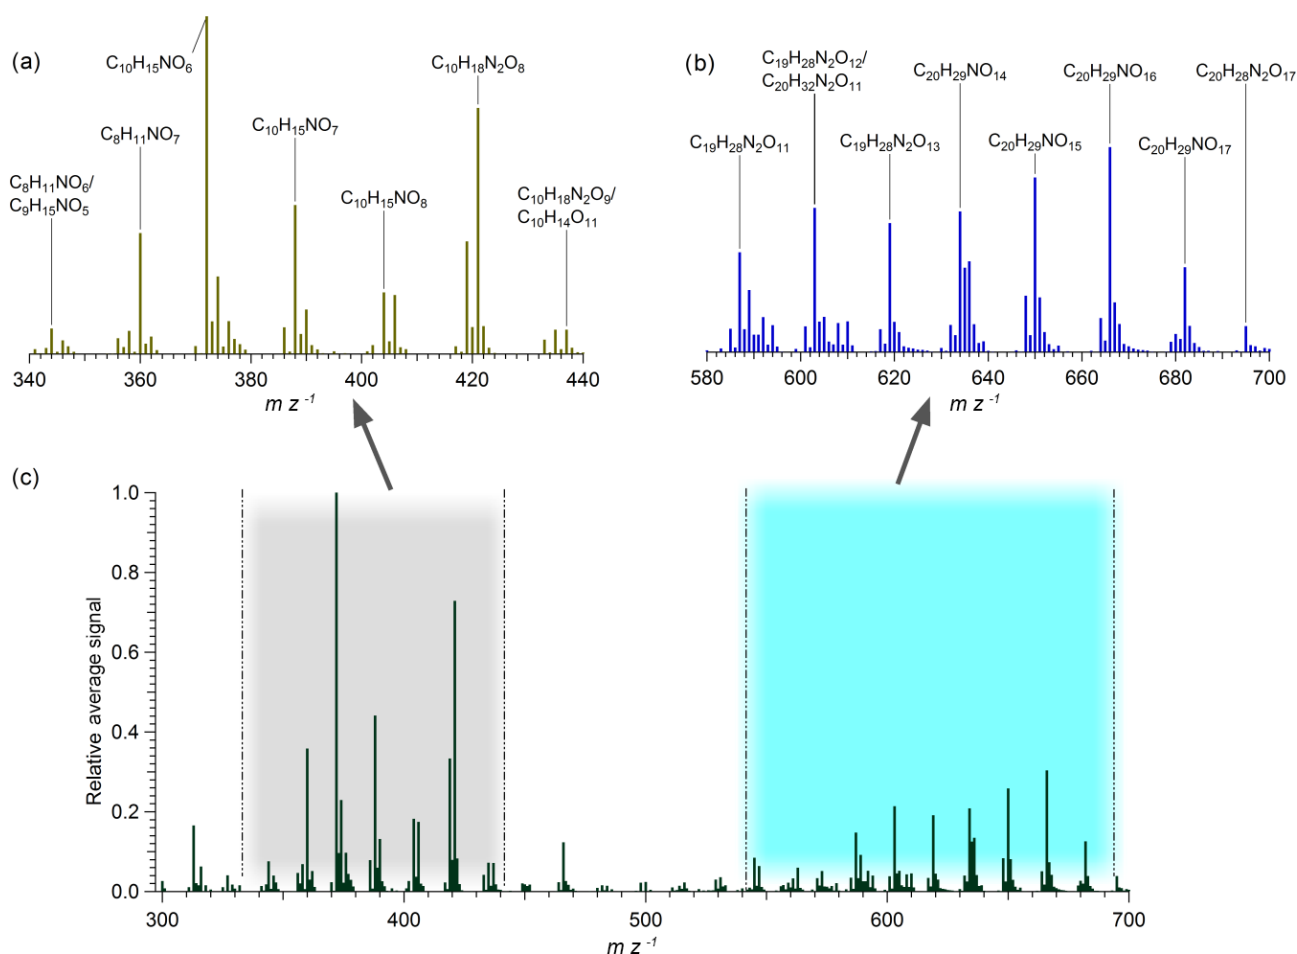 (a)
C₁₀H₁₅NO₆
C₁₀H₁₈N₂O₈
C₈H₁₁NO₇
C₁₀H₁₅NO₇
C₈H₁₁NO₆/
C₉H₁₅NO₅
C₁₀H₁₅NO₈
C₁₀H₁₈N₂O₉/
C₁₀H₁₄O₁₁
340 360 380 400 420 440
m z⁻¹
(b)
C₁₉H₂₈N₂O₁₂/
C₂₀H₃₂N₂O₁₁
C₂₀H₂₉NO₁₄
C₂₀H₂₉NO₁₆
C₂₀H₂₈N₂O₁₇
C₁₉H₂₈N₂O₁₁
C₁₉H₂₈N₂O₁₃
C₂₀H₂₉NO₁₅
C₂₀H₂₉NO₁₇
580 600 620 640 660 680 700
m z⁻¹
(c)
Relative average signal
1.0
0.8
0.6
0.4
0.2
0.0
300 400 500 600 700
m z⁻¹